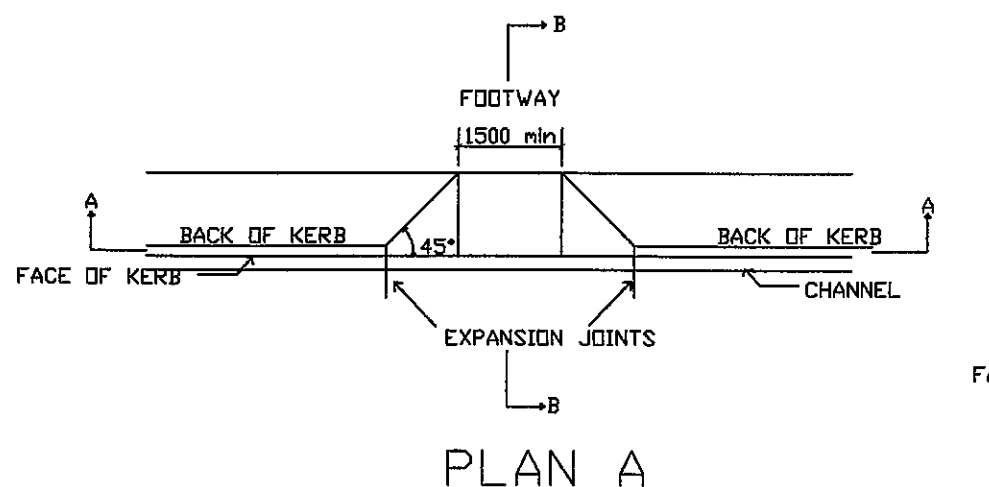 B
FOOTWAY
1500 min
A
A
BACK OF KERB
45°
BACK OF KERB
FACE OF KERB
CHANNEL
EXPANSION JOINTS
B
PLAN A